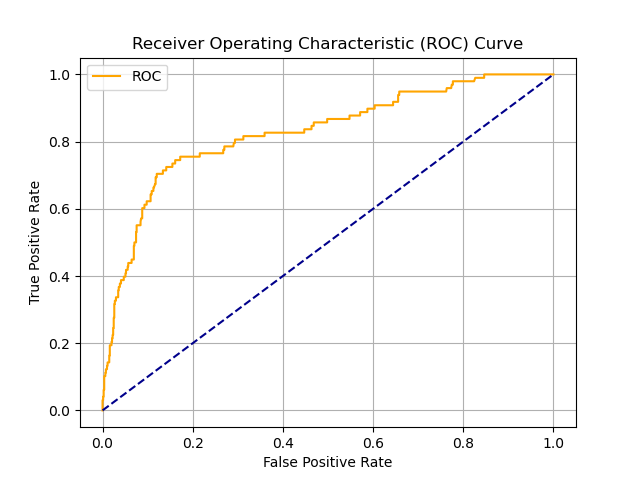 Receiver Operating Characteristic (ROC) Curve
ROC
1.0
0.8
0.6
0.4
0.2
0.0
True Positive Rate
0.0 0.2 0.4 0.6 0.8 1.0
False Positive Rate